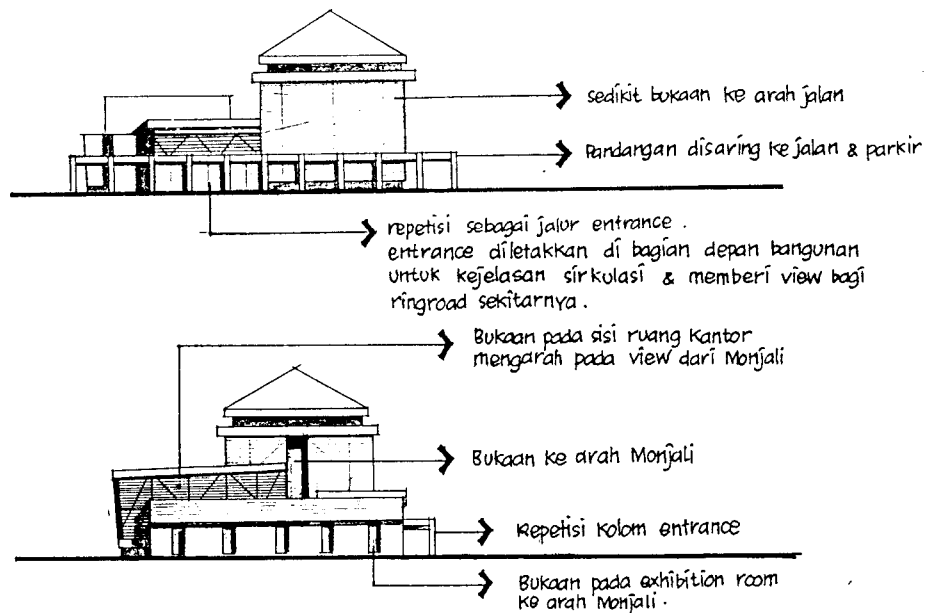 sedikit bukaan ke arah jalan
Pandangan disaring ke jalan & parkir
repetisi sebagai jalur entrance.
entrance diletakkan di bagian depan bangunan
untuk kejelasan sirkulasi & memberi view bagi
ringroad sekitarnya.
Bukaan pada sisi ruang Kantor
mengarah pada view dari Monjali
Bukaan ke arah Monjali
Repetisi Kolom entrance
Bukaan pada exhibition room
ke arah Monjali.